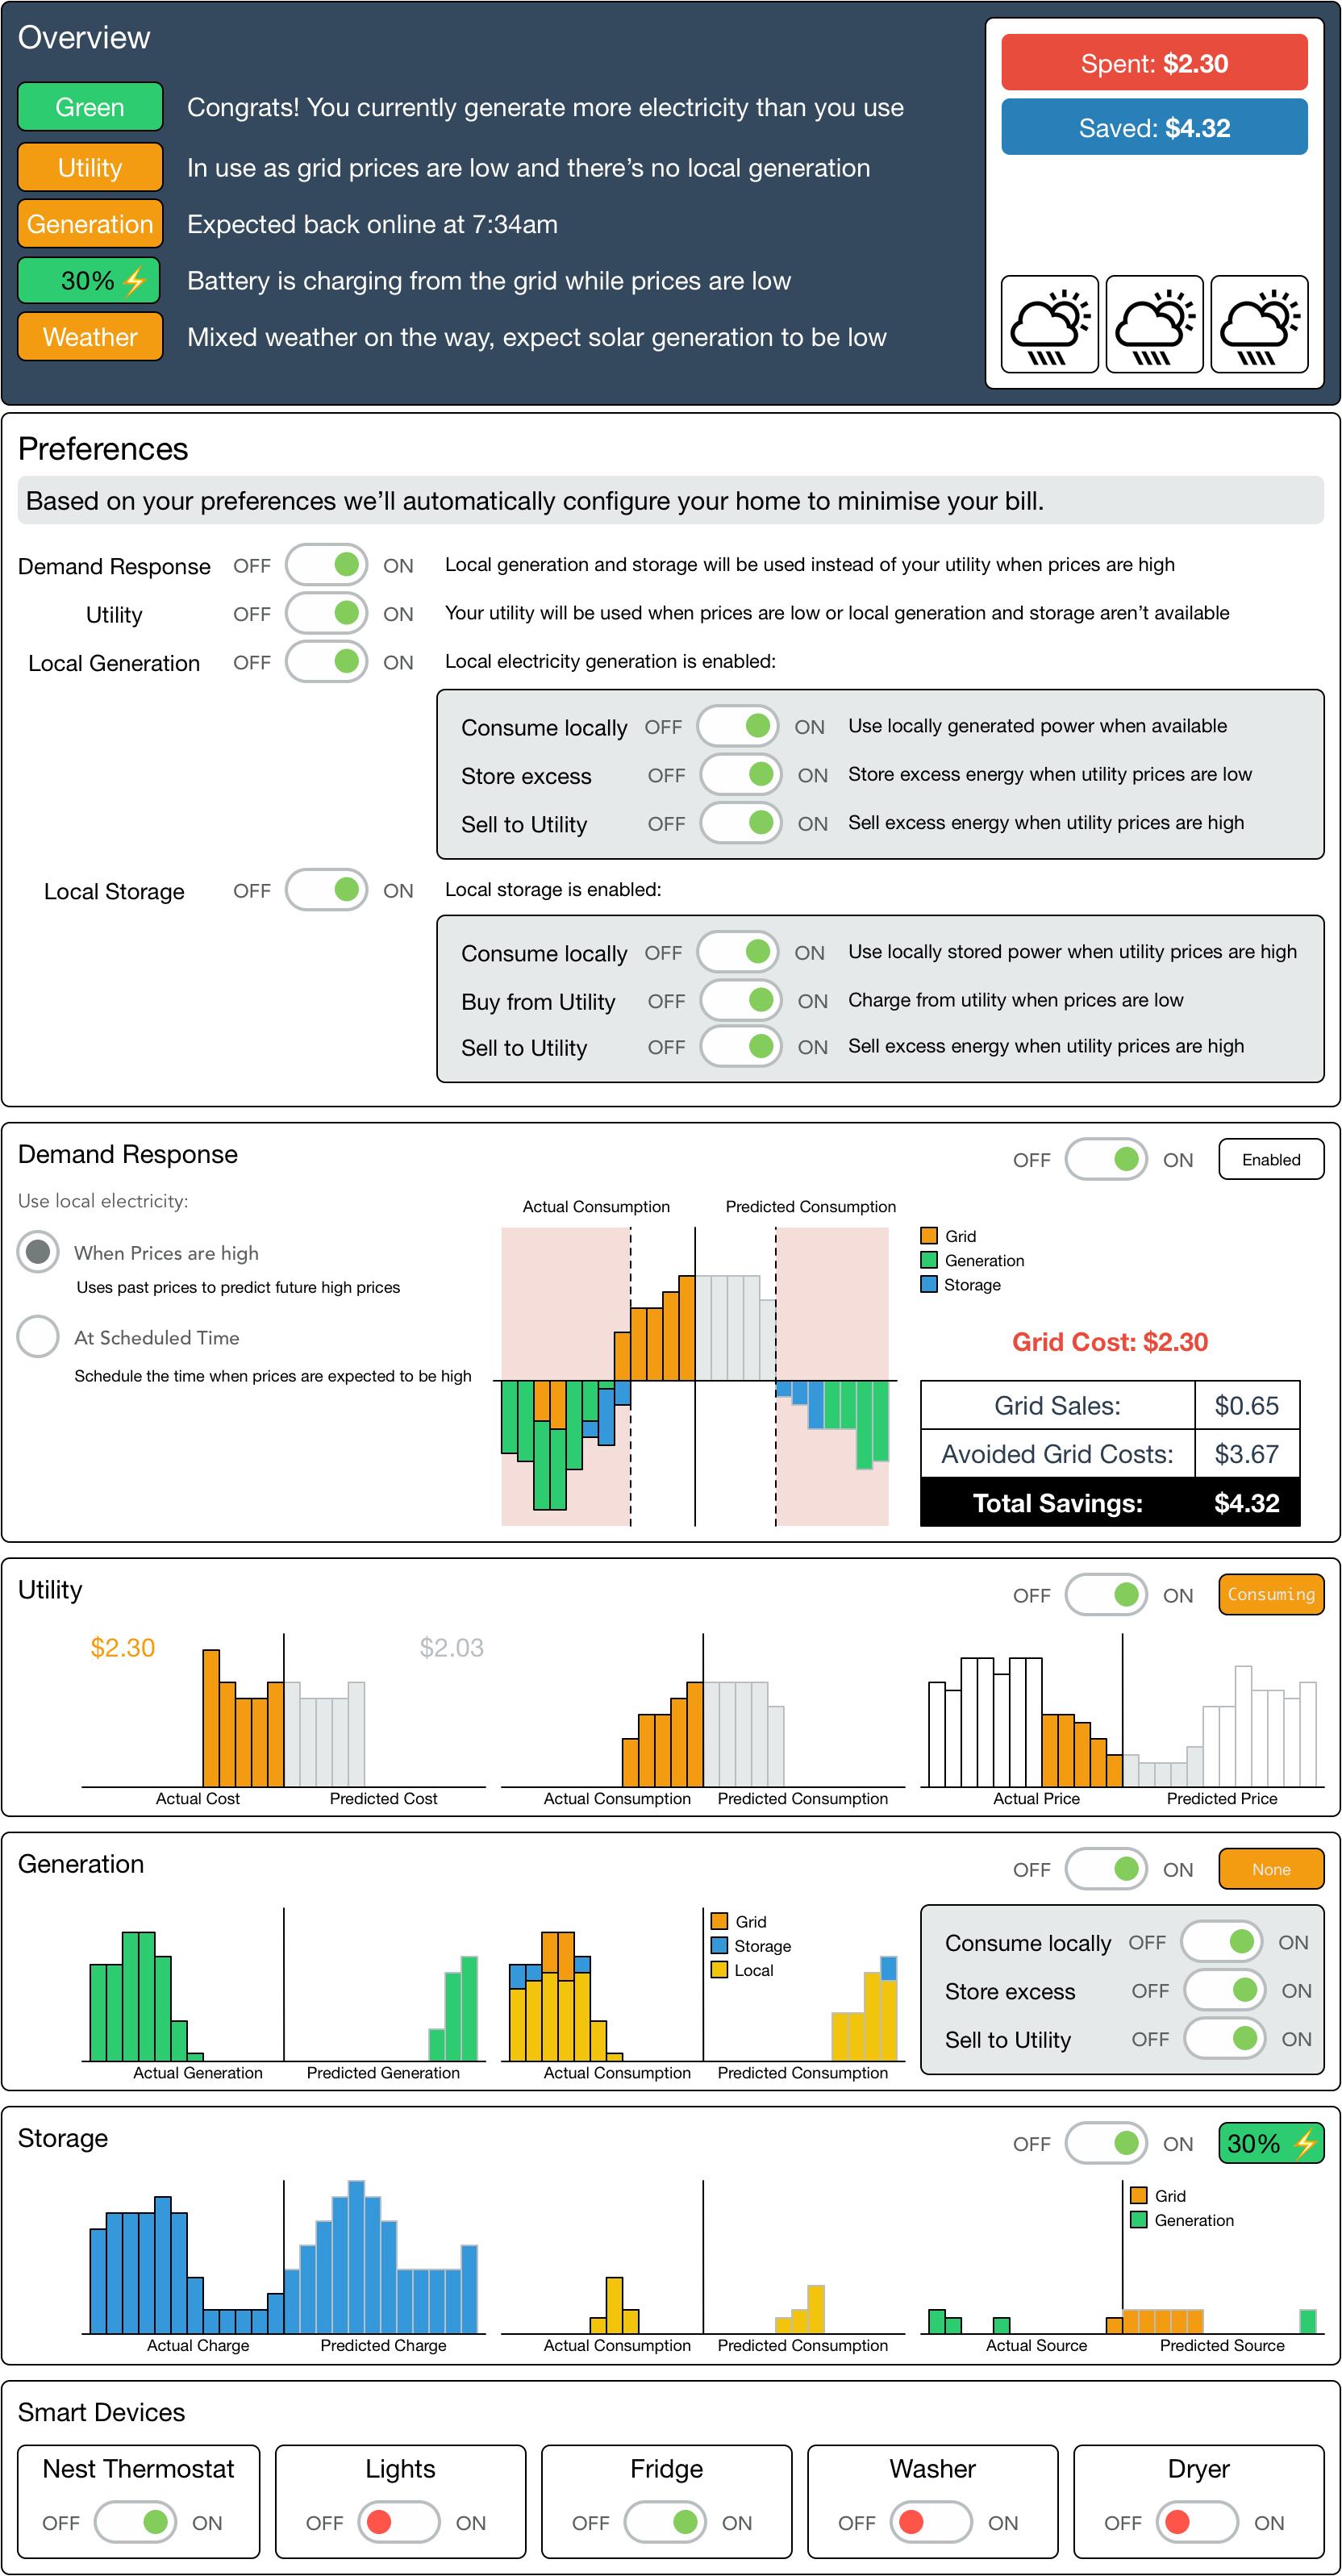 Overview
Spent: $2.30
Green Congrats! You currently generate more electricity than you use
Saved: $4.32
Utility In use as grid prices are low and there’s no local generation
Generation Expected back online at 7:34am
30% ⚡ Battery is charging from the grid while prices are low
Weather Mixed weather on the way, expect solar generation to be low
Preferences
Based on your preferences we’ll automatically configure your home to minimise your bill.
Demand Response OFF ON Local generation and storage will be used instead of your utility when prices are high
Utility OFF ON Your utility will be used when prices are low or local generation and storage aren’t available
Local Generation OFF ON Local electricity generation is enabled:
Consume locally OFF ON Use locally generated power when available
Store excess OFF ON Store excess energy when utility prices are low
Sell to Utility OFF ON Sell excess energy when utility prices are high
Local Storage OFF ON Local storage is enabled:
Consume locally OFF ON Use locally stored power when utility prices are high
Buy from Utility OFF ON Charge from utility when prices are low
Sell to Utility OFF ON Sell excess energy when utility prices are high
Demand Response
OFF ON Enabled
Use local electricity:
When Prices are high
Uses past prices to predict future high prices
At Scheduled Time
Schedule the time when prices are expected to be high
Actual Consumption Predicted Consumption
Grid
Generation
Storage
Grid Cost: $2.30
Grid Sales: $0.65
Avoided Grid Costs: $3.67
Total Savings: $4.32
Utility
OFF ON Consuming
$2.30 $2.03
Actual Cost Predicted Cost
Actual Consumption Predicted Consumption
Actual Price Predicted Price
Generation
OFF ON None
Actual Generation Predicted Generation
Grid
Storage
Local
Actual Consumption Predicted Consumption
Consume locally OFF ON
Store excess OFF ON
Sell to Utility OFF ON
Storage
OFF ON 30% ⚡
Actual Charge Predicted Charge
Actual Consumption Predicted Consumption
Grid
Generation
Actual Source Predicted Source
Smart Devices
Nest Thermostat
OFF ON
Lights
OFF ON
Fridge
OFF ON
Washer
OFF ON
Dryer
OFF ON